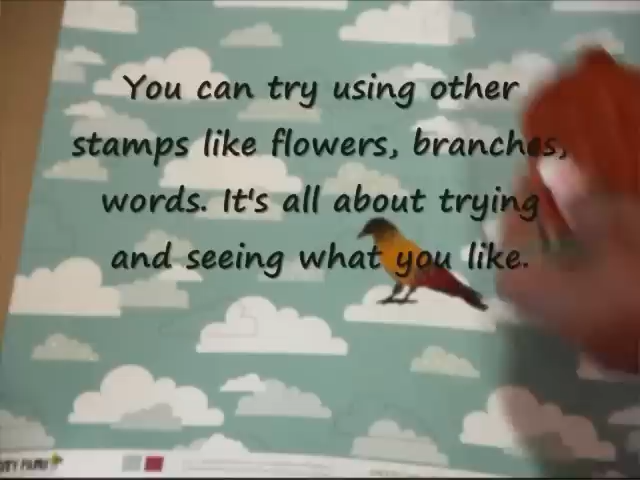 You can try using other
stamps like flowers, branches,
words. It's all about trying
and seeing what you like.